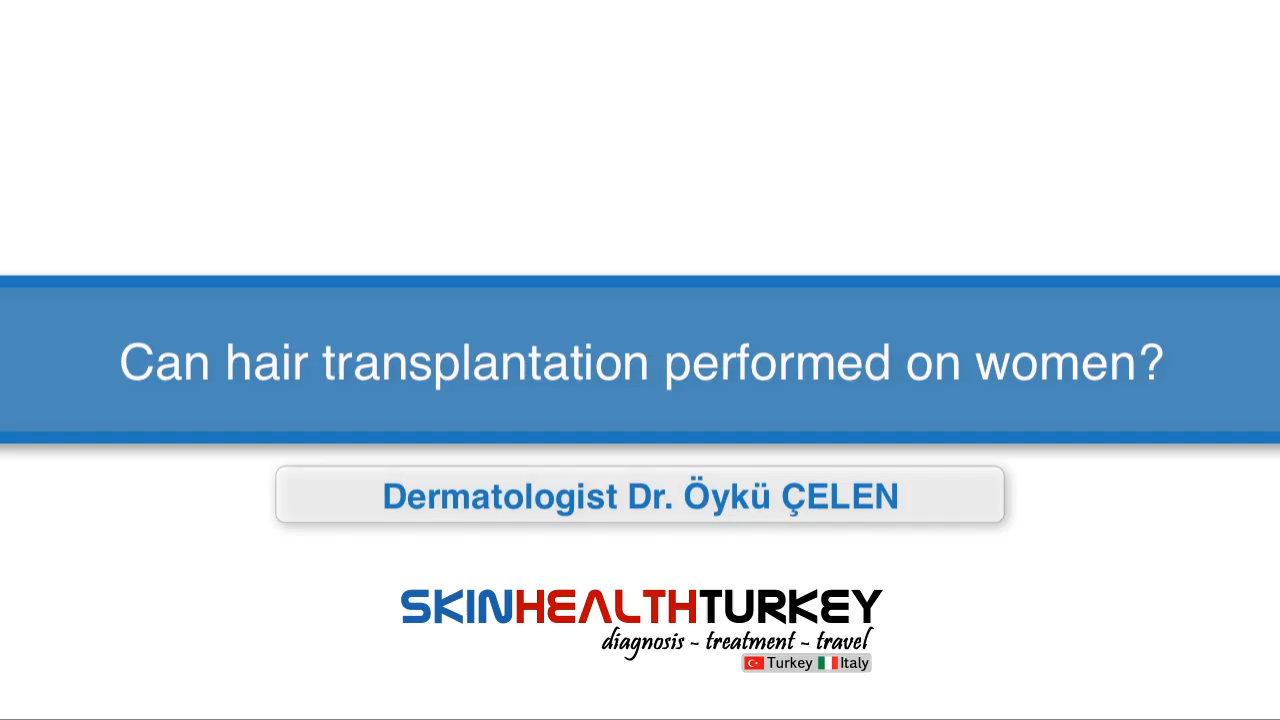 Can hair transplantation performed on women?
Dermatologist Dr. Öykü ÇELEN
SKINHEALTHTURKEY
diagnosis - treatment - travel
Turkey Italy